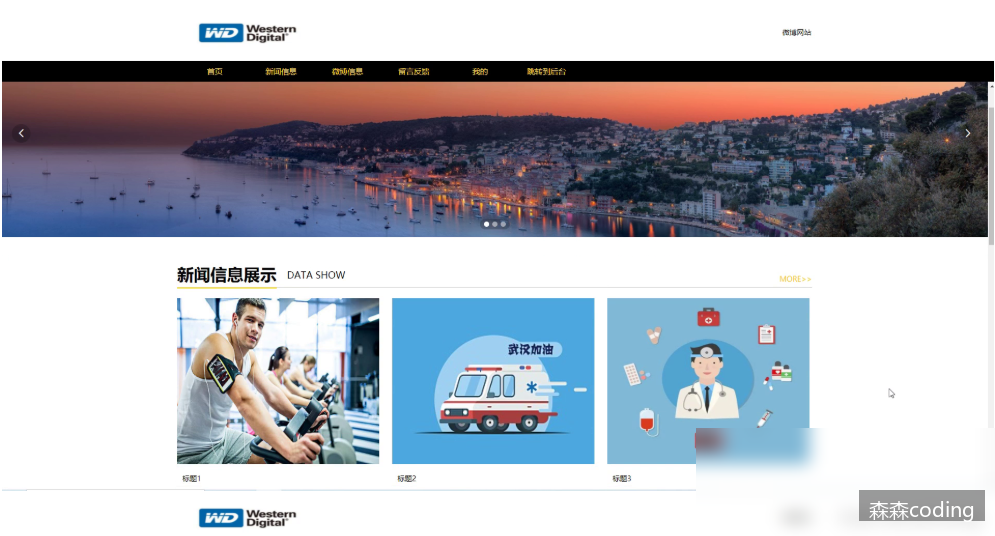 WD Western Digital®
微博网站
首页 新闻信息 微博信息 留言反馈 我的 跳转到后台
新闻信息展示 DATA SHOW
MORE>>
武汉加油
标题1 标题2 标题3
WD Western Digital®
森森coding